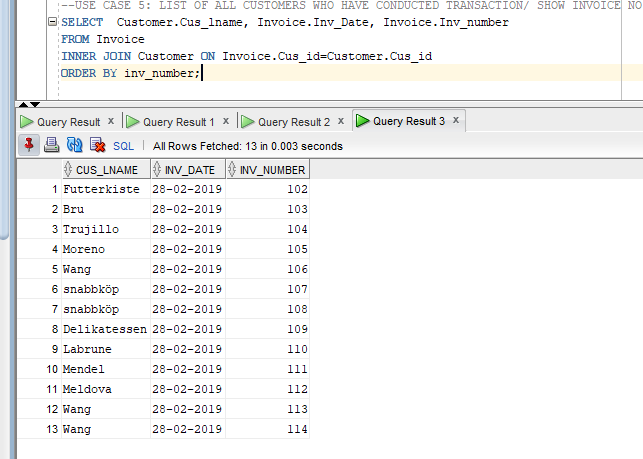 --USE CASE 5: LIST OF ALL CUSTOMERS WHO HAVE CONDUCTED TRANSACTION/ SHOW INVOICE NO
SELECT Customer.Cus_lname, Invoice.Inv_Date, Invoice.Inv_number
FROM Invoice
INNER JOIN Customer ON Invoice.Cus_id=Customer.Cus_id
ORDER BY inv_number;
Query Result x Query Result 1 x Query Result 2 x Query Result 3 x
SQL | All Rows Fetched: 13 in 0.003 seconds
CUS_LNAME INV_DATE INV_NUMBER
1 Futterkiste 28-02-2019 102
2 Bru 28-02-2019 103
3 Trujillo 28-02-2019 104
4 Moreno 28-02-2019 105
5 Wang 28-02-2019 106
6 snabbköp 28-02-2019 107
7 snabbköp 28-02-2019 108
8 Delikatessen 28-02-2019 109
9 Labrune 28-02-2019 110
10 Mendel 28-02-2019 111
11 Meldova 28-02-2019 112
12 Wang 28-02-2019 113
13 Wang 28-02-2019 114